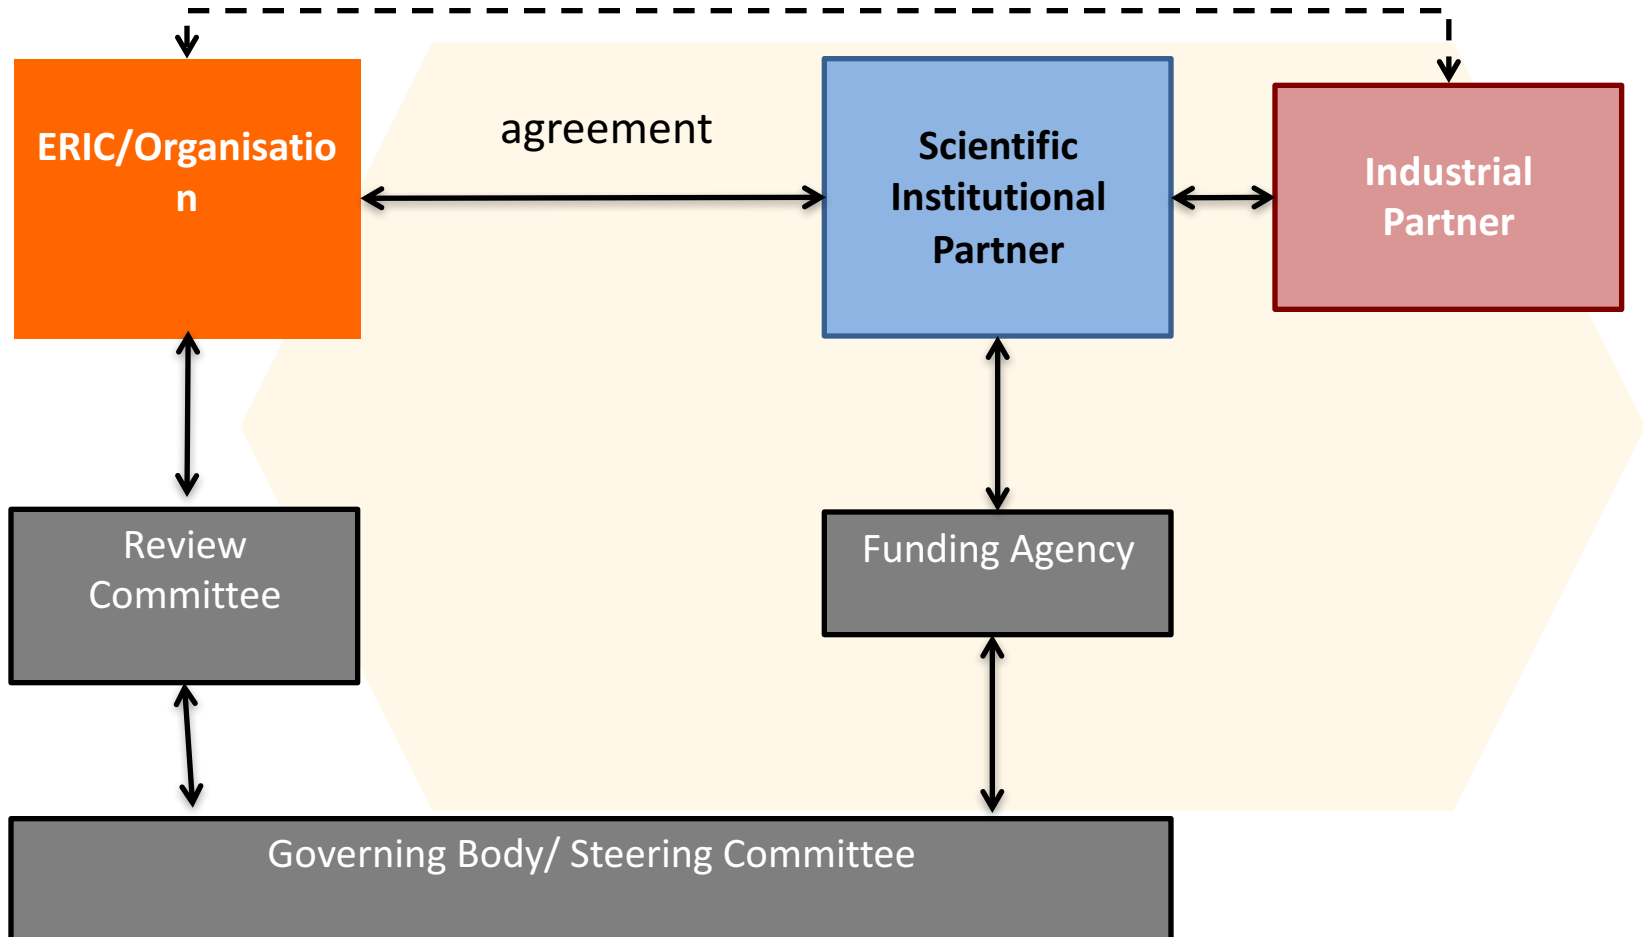 ERIC/Organisatio
n
agreement
Scientific
Institutional
Partner
Industrial
Partner
Review
Committee
Funding Agency
Governing Body/ Steering Committee